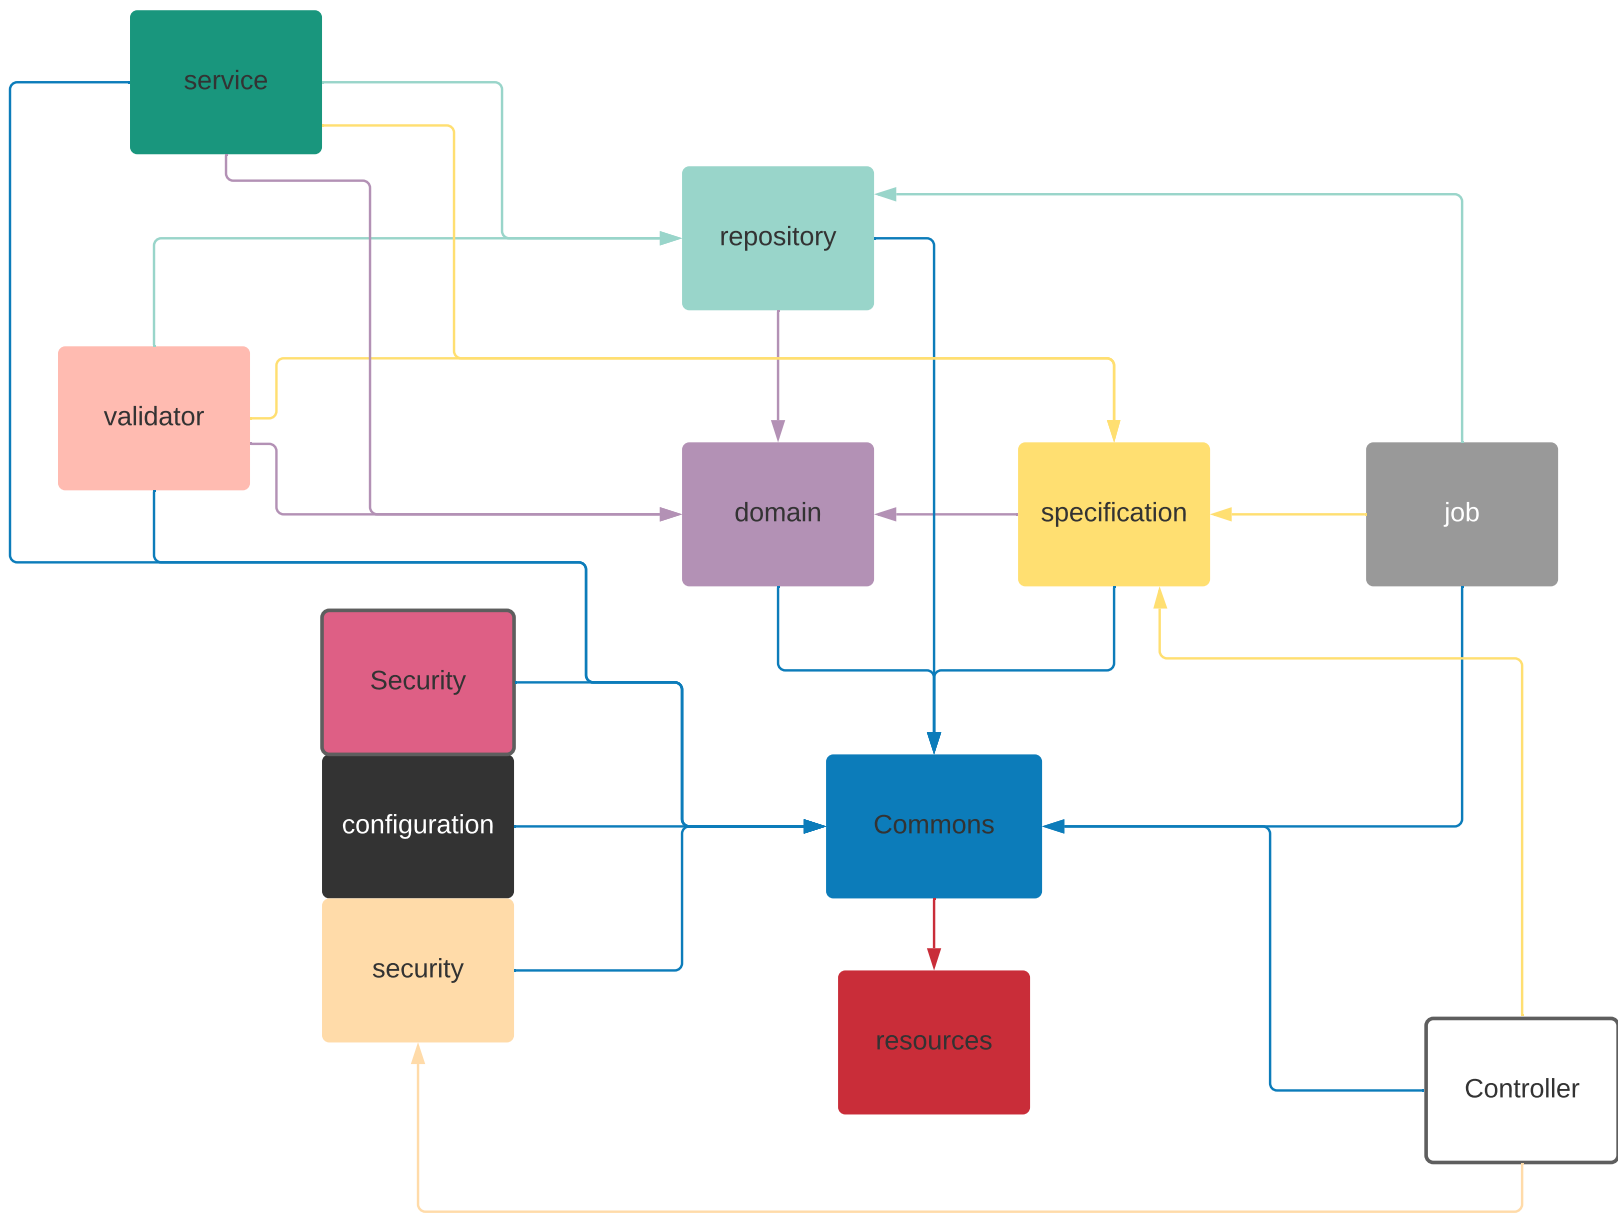 service
repository
validator
domain
specification
job
Security
configuration
Commons
security
resources
Controller